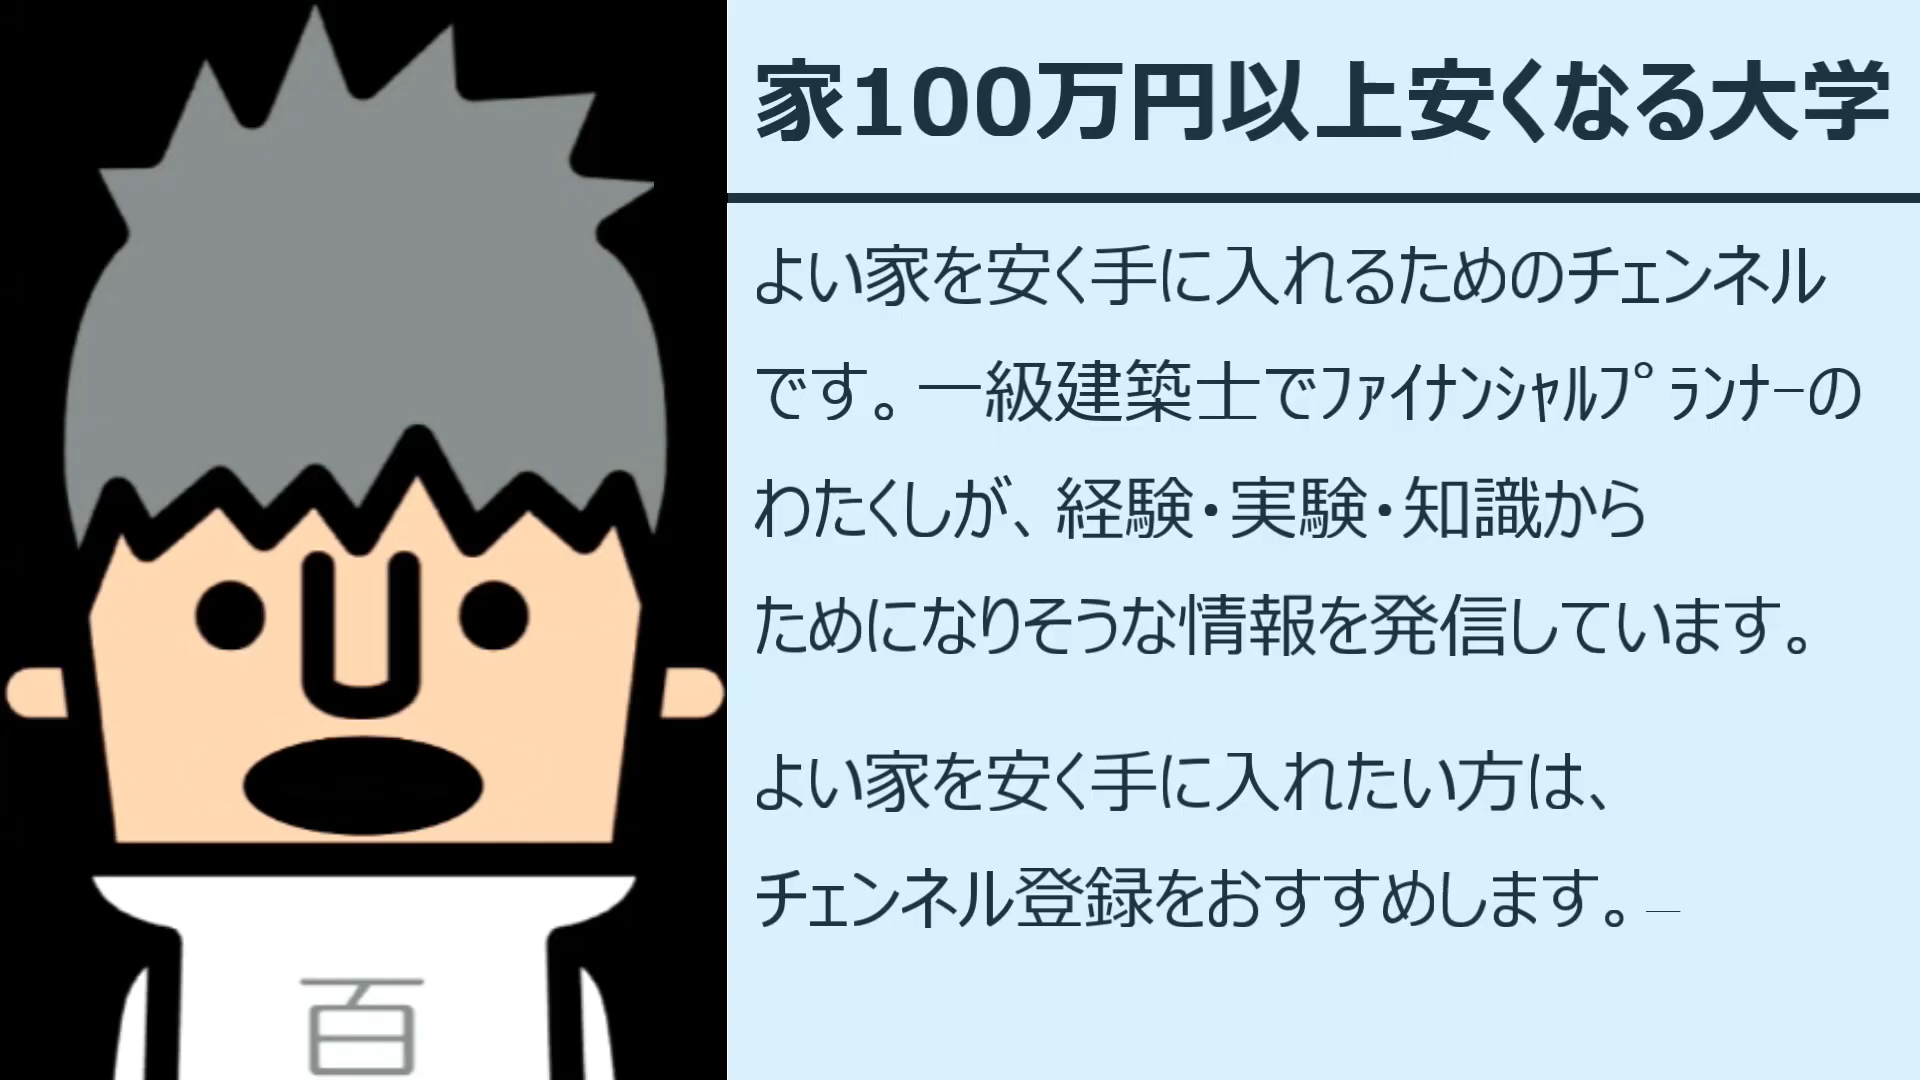 家100万円以上安くなる大学
よい家を安く手に入れるためのチェンネル
です。一級建築士でﾌｧｲﾅﾝｼｬﾙﾌﾟﾗﾝﾅｰの
わたくしが、経験・実験・知識から
ためになりそうな情報を発信しています。
よい家を安く手に入れたい方は、
チェンネル登録をおすすめします。_
百